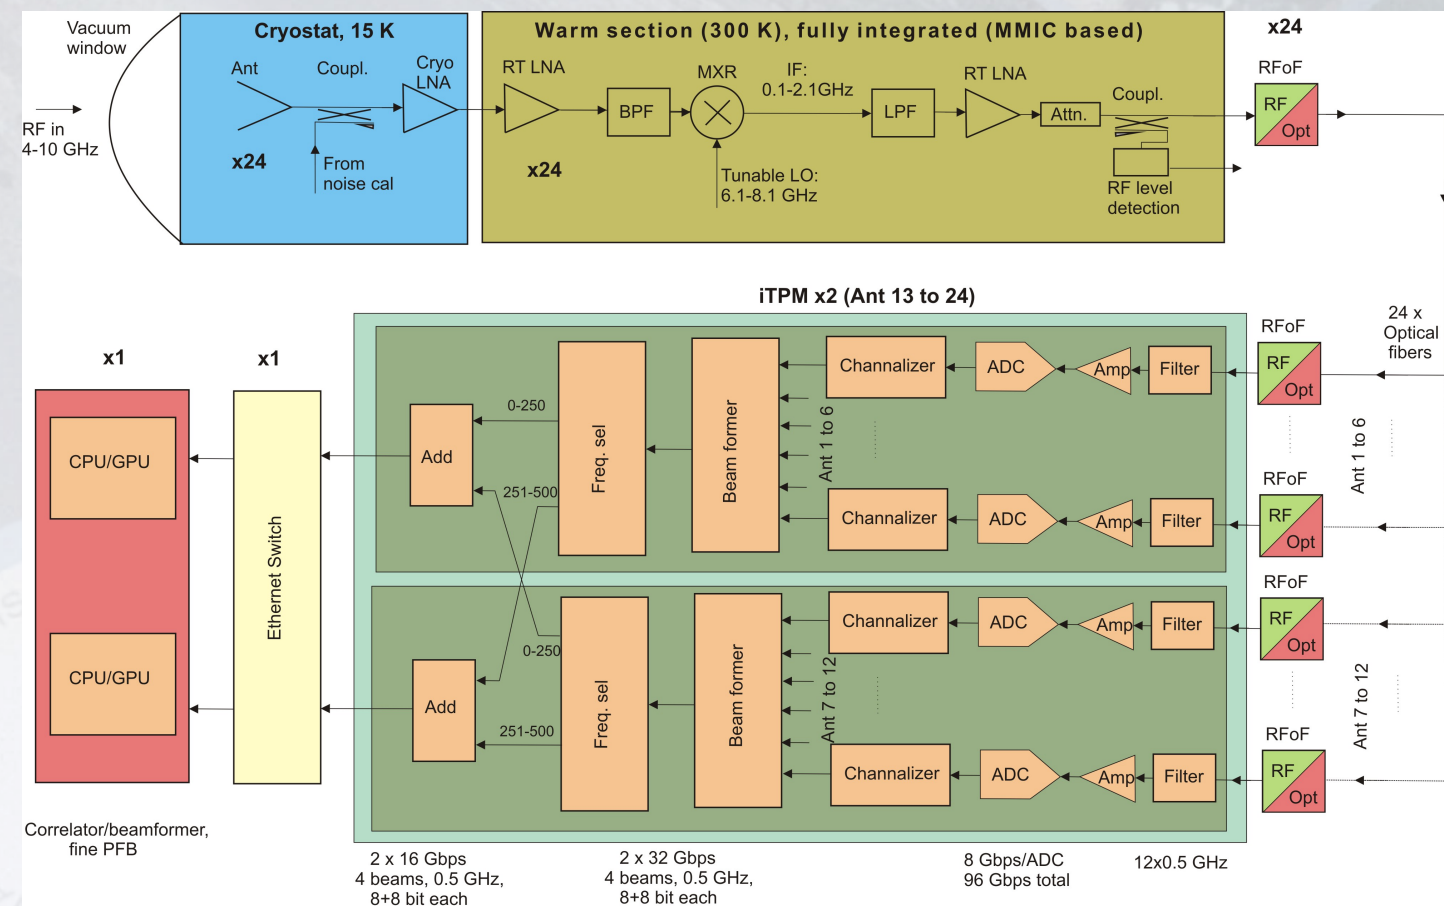 Vacuum
window
Cryostat, 15 K
Warm section (300 K), fully integrated (MMIC based)
x24
RFoF
RF
Opt
RF in
4-10 GHz
Ant
Coupl.
Cryo
LNA
x24
From
noise cal
RT LNA
x24
BPF
MXR
IF:
0.1-2.1GHz
Tunable LO:
6.1-8.1 GHz
LPF
RT LNA
Attn.
Coupl.
RF level
detection
iTPM x2 (Ant 13 to 24)
24 x
Optical
fibers
x1
x1
RFoF
RF
Opt
Filter
Amp
ADC
Channalizer
Ant 1 to 6
Ant 1 to 6
Beam former
Freq. sel
0-250
251-500
Add
CPU/GPU
RF
Opt
RFoF
Filter
Amp
ADC
Channalizer
Ethernet Switch
RFoF
RF
Opt
Filter
Amp
ADC
Channalizer
Ant 7 to 12
Ant 7 to 12
Beam former
Freq. sel
0-250
251-500
Add
CPU/GPU
RFoF
RF
Opt
Filter
Amp
ADC
Channalizer
Correlator/beamformer,
fine PFB
2 x 16 Gbps
4 beams, 0.5 GHz,
8+8 bit each
2 x 32 Gbps
4 beams, 0.5 GHz,
8+8 bit each
8 Gbps/ADC
96 Gbps total
12x0.5 GHz